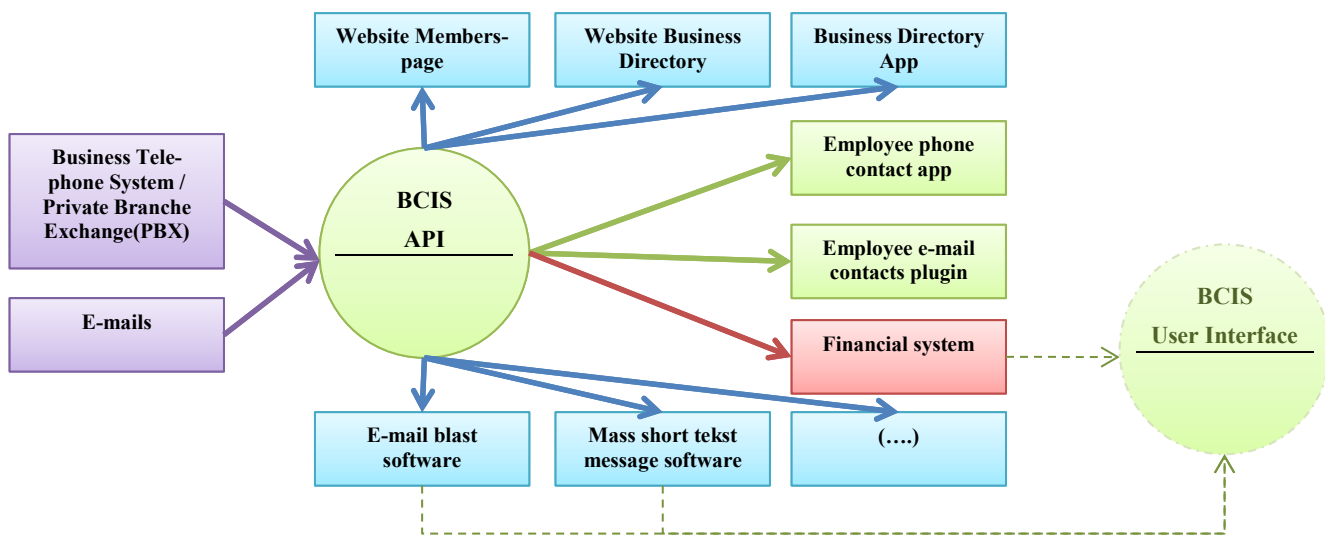 Website Members-
page
Website Business
Directory
Business Directory
App
Business Tele-
phone System /
Private Branche
Exchange(PBX)
E-mails
BCIS
API
Employee phone
contact app
Employee e-mail
contacts plugin
Financial system
BCIS
User Interface
E-mail blast
software
Mass short tekst
message software
(….)